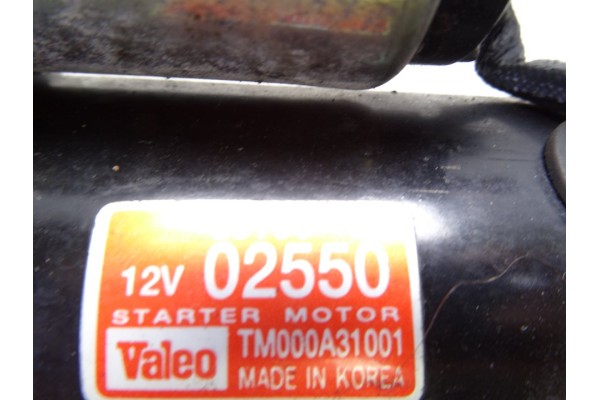 12V 02550
STARTER MOTOR
Valeo TM000A31001
MADE IN KOREA